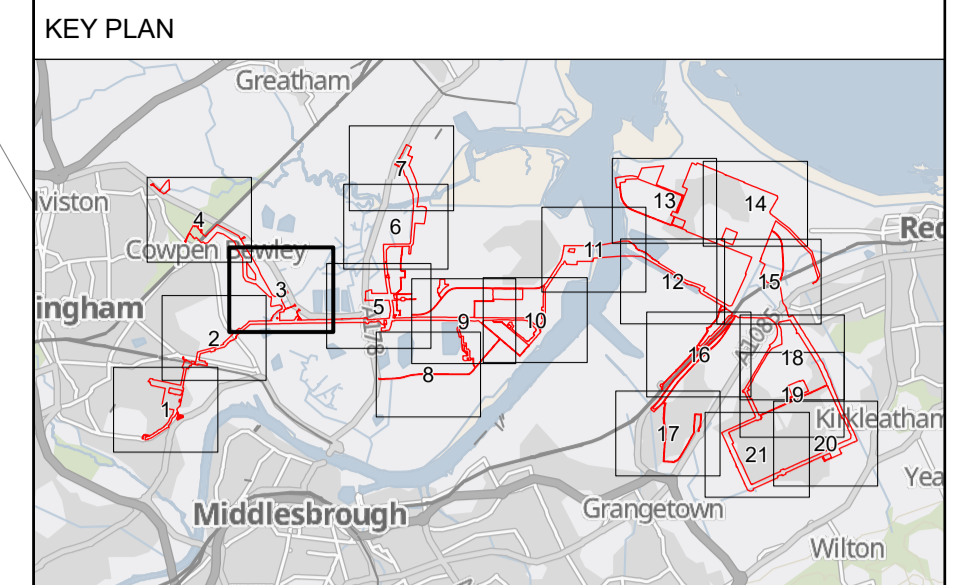 KEY PLAN
Greatham
7
lviston
4
13
14
6
Red
Cowpen Bewley
11
3
12
15
ingham
5
A178
2
9
10
A1085
16
18
8
1
19
Kirkleatham
17
20
21
Yea
Middlesbrough
Grangetown
Wilton